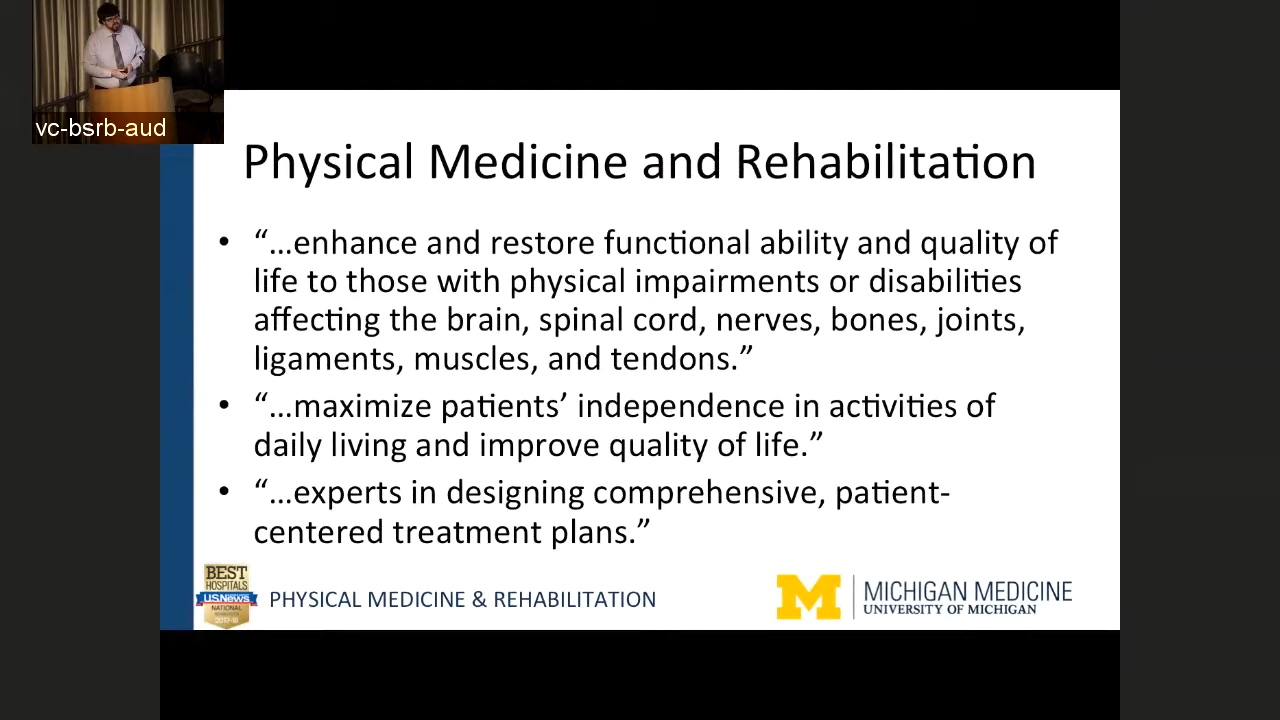 vc-bsrb-aud
Physical Medicine and Rehabilitation
• “...enhance and restore functional ability and quality of
life to those with physical impairments or disabilities
affecting the brain, spinal cord, nerves, bones, joints,
ligaments, muscles, and tendons.”
• “...maximize patients’ independence in activities of
daily living and improve quality of life.”
• “...experts in designing comprehensive, patient-
centered treatment plans.”
BEST
HOSPITALS
USNews
NATIONAL
REHABILITATION
2017-18
PHYSICAL MEDICINE & REHABILITATION
M
MICHIGAN MEDICINE
UNIVERSITY OF MICHIGAN